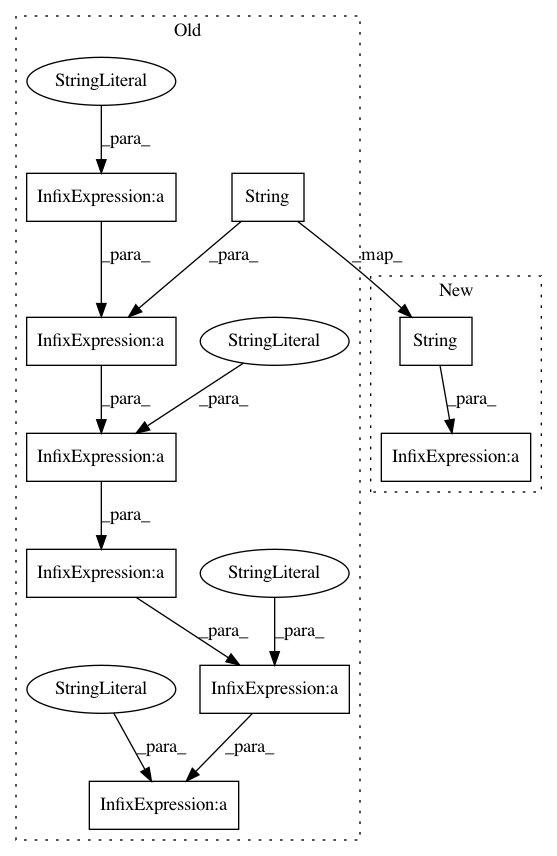 Old
StringLiteral
_para_
InfixExpression:a
String
_para_
_para_
_map_
New
InfixExpression:a
StringLiteral
String
_para_
_para_
_para_
InfixExpression:a
InfixExpression:a
_para_
InfixExpression:a
StringLiteral
_para_
_para_
StringLiteral
InfixExpression:a
_para_
_para_
InfixExpression:a